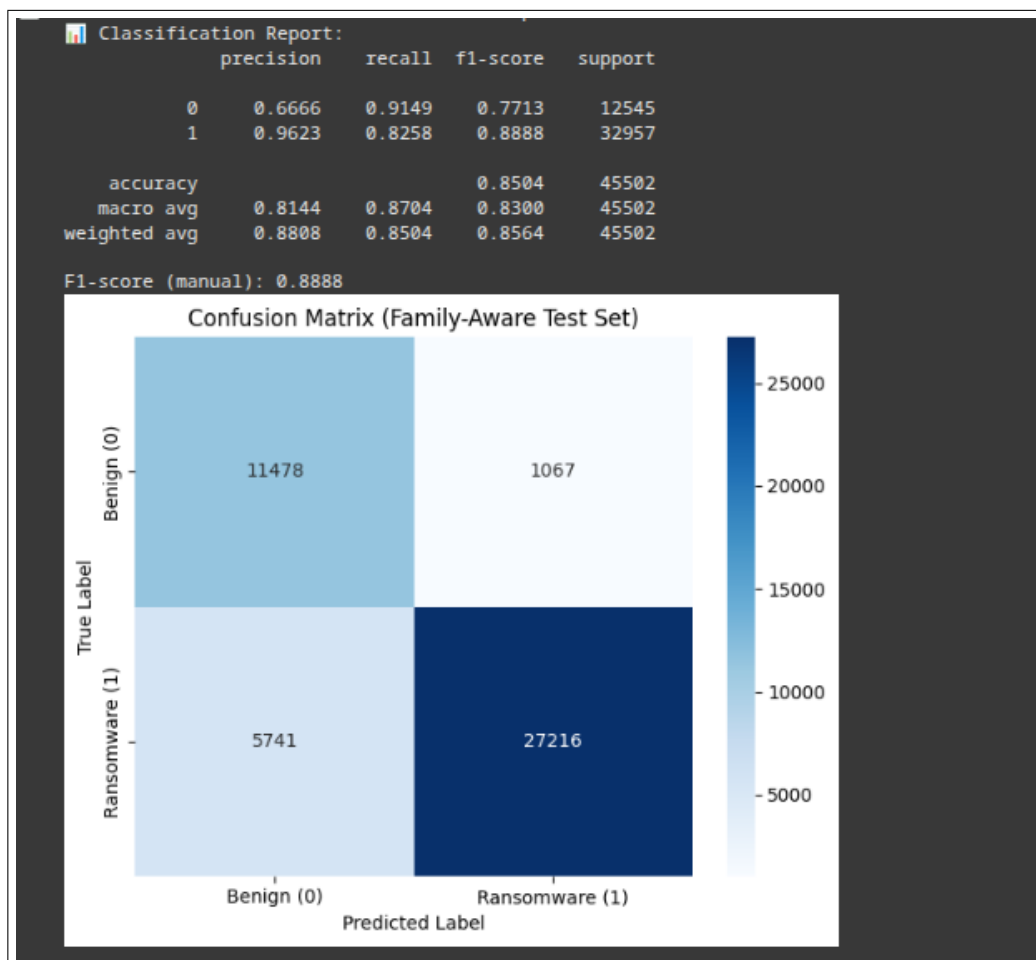 📊 Classification Report:
precision recall f1-score support
0 0.6666 0.9149 0.7713 12545
1 0.9623 0.8258 0.8888 32957
accuracy 0.8504 45502
macro avg 0.8144 0.8704 0.8300 45502
weighted avg 0.8808 0.8504 0.8564 45502
F1-score (manual): 0.8888
Confusion Matrix (Family-Aware Test Set)
True Label
Benign (0)
11478 1067
Ransomware (1)
5741 27216
Benign (0) Ransomware (1)
Predicted Label
25000
20000
15000
10000
5000